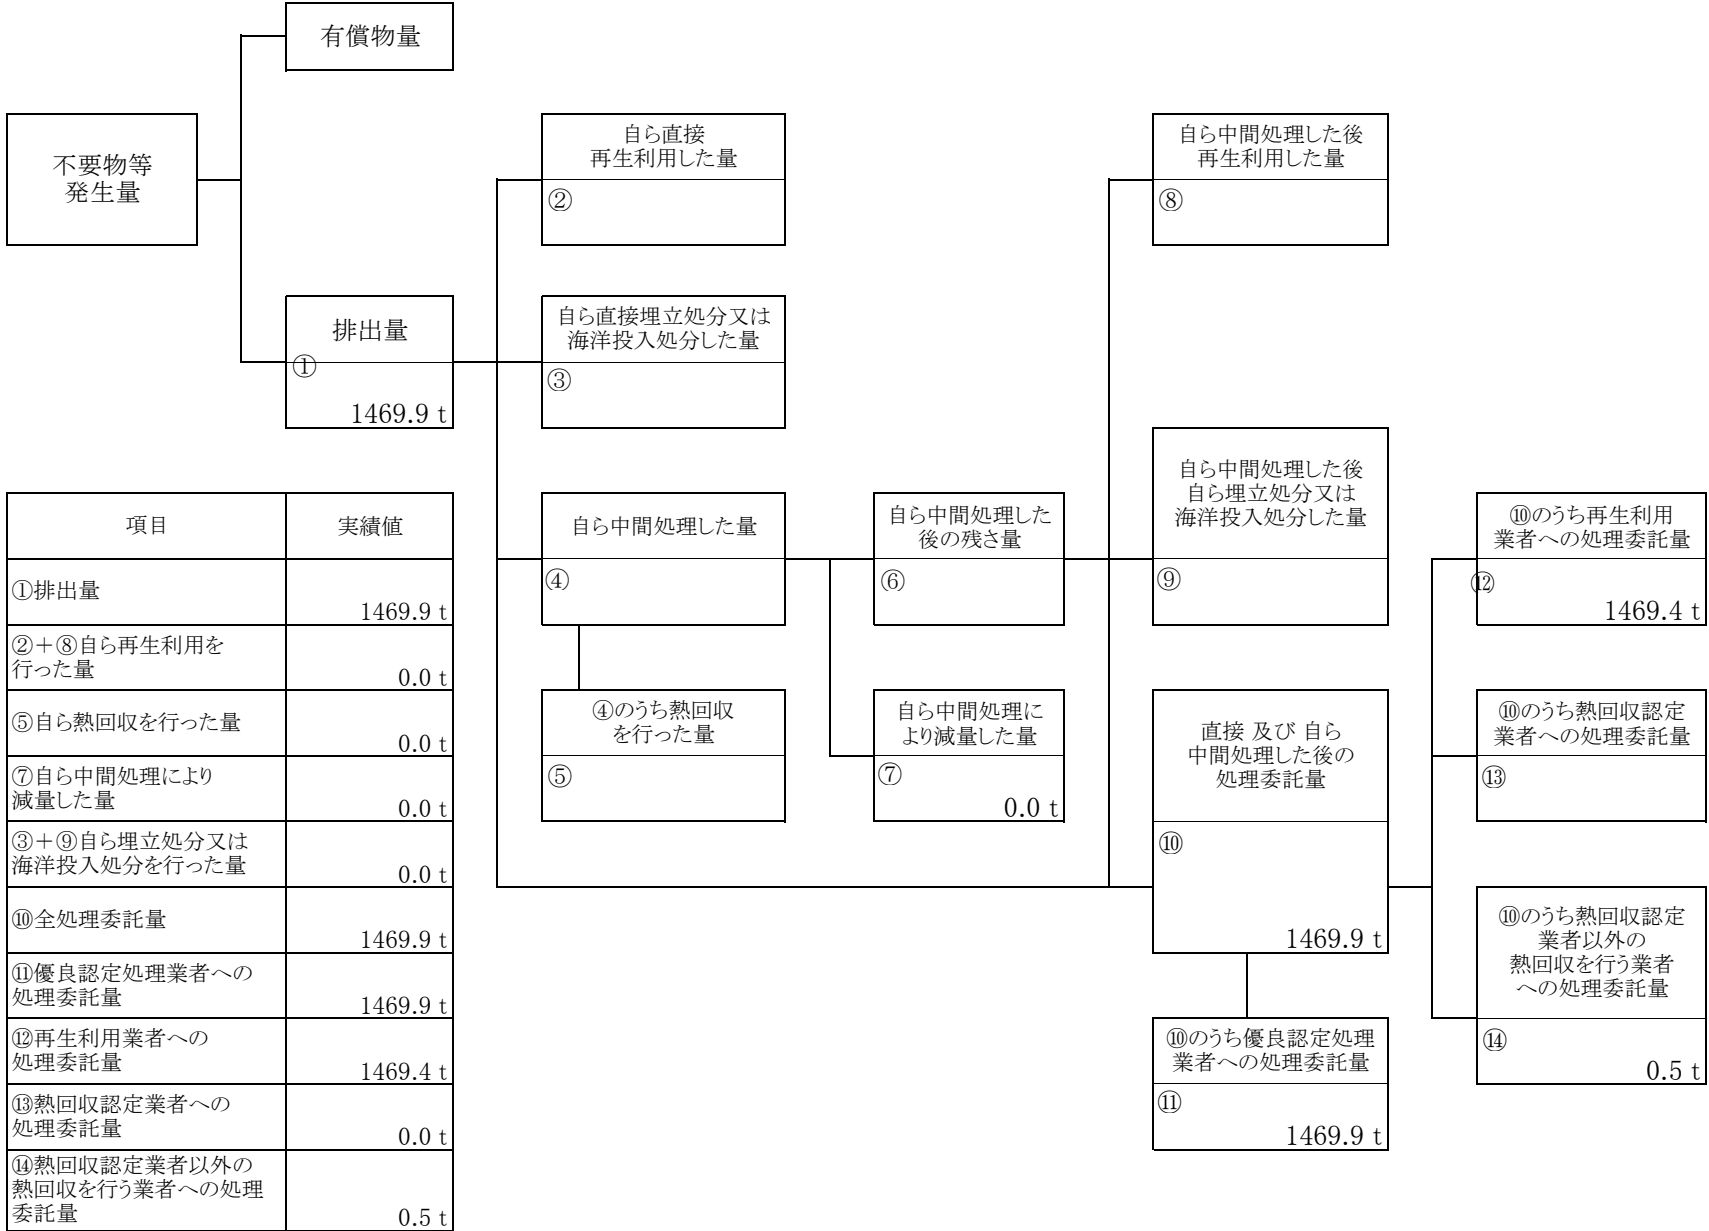 有償物量
不要物等
発生量
自ら直接
再生利用した量
②
自ら中間処理した後
再生利用した量
⑧
排出量
①
1469.9 t
自ら直接埋立処分又は
海洋投入処分した量
③
項目 実績値
①排出量
1469.9 t
②＋⑧自ら再生利用を
行った量
0.0 t
⑤自ら熱回収を行った量
0.0 t
⑦自ら中間処理により
減量した量
0.0 t
③＋⑨自ら埋立処分又は
海洋投入処分を行った量
0.0 t
⑩全処理委託量
1469.9 t
⑪優良認定処理業者への
処理委託量
1469.9 t
⑫再生利用業者への
処理委託量
1469.4 t
⑬熱回収認定業者への
処理委託量
0.0 t
⑭熱回収認定業者以外の
熱回収を行う業者への処理
委託量
0.5 t
自ら中間処理した量
④
④のうち熱回収
を行った量
⑤
自ら中間処理した
後の残さ量
⑥
自ら中間処理に
より減量した量
⑦
0.0 t
自ら中間処理した後
自ら埋立処分又は
海洋投入処分した量
⑨
直接 及び 自ら
中間処理した後の
処理委託量
⑩
1469.9 t
⑩のうち優良認定処理
業者への処理委託量
⑪
1469.9 t
⑩のうち再生利用
業者への処理委託量
⑫
1469.4 t
⑩のうち熱回収認定
業者への処理委託量
⑬
⑩のうち熱回収認定
業者以外の
熱回収を行う業者
への処理委託量
⑭
0.5 t